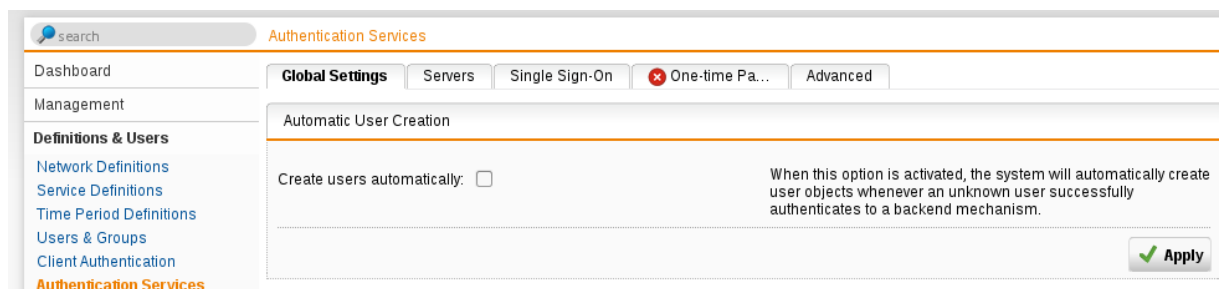 search
Authentication Services
Dashboard
Management
Definitions & Users
Network Definitions
Service Definitions
Time Period Definitions
Users & Groups
Client Authentication
Authentication Services
Global Settings
Servers
Single Sign-On
One-time Pa...
Advanced
Automatic User Creation
Create users automatically:
When this option is activated, the system will automatically create
user objects whenever an unknown user successfully
authenticates to a backend mechanism.
Apply